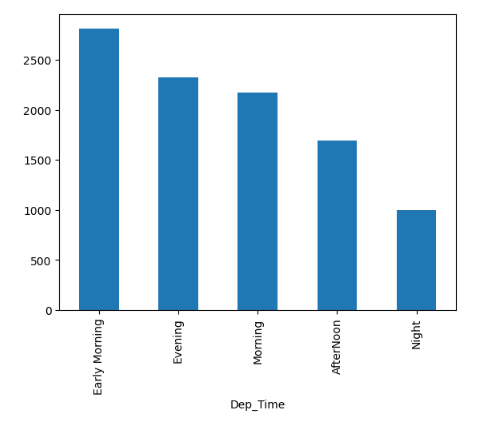 2500
2000
1500
1000
500
0
Early Morning
Evening
Morning
AfterNoon
Night
Dep_Time